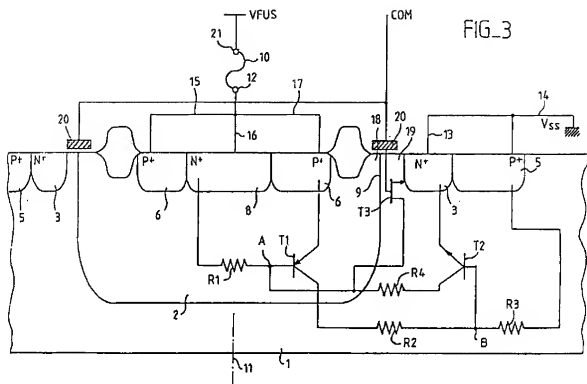 VFUS
COM
FIG_3
21
10
12
15
17
14
20
16
18
20
19
13
VSS
P+ N+
P+
N+
P+
9
N+
P+
5
5
3
6
8
6
T3
3
A
T1
T2
R1
R4
R3
2
R2
B
11
1